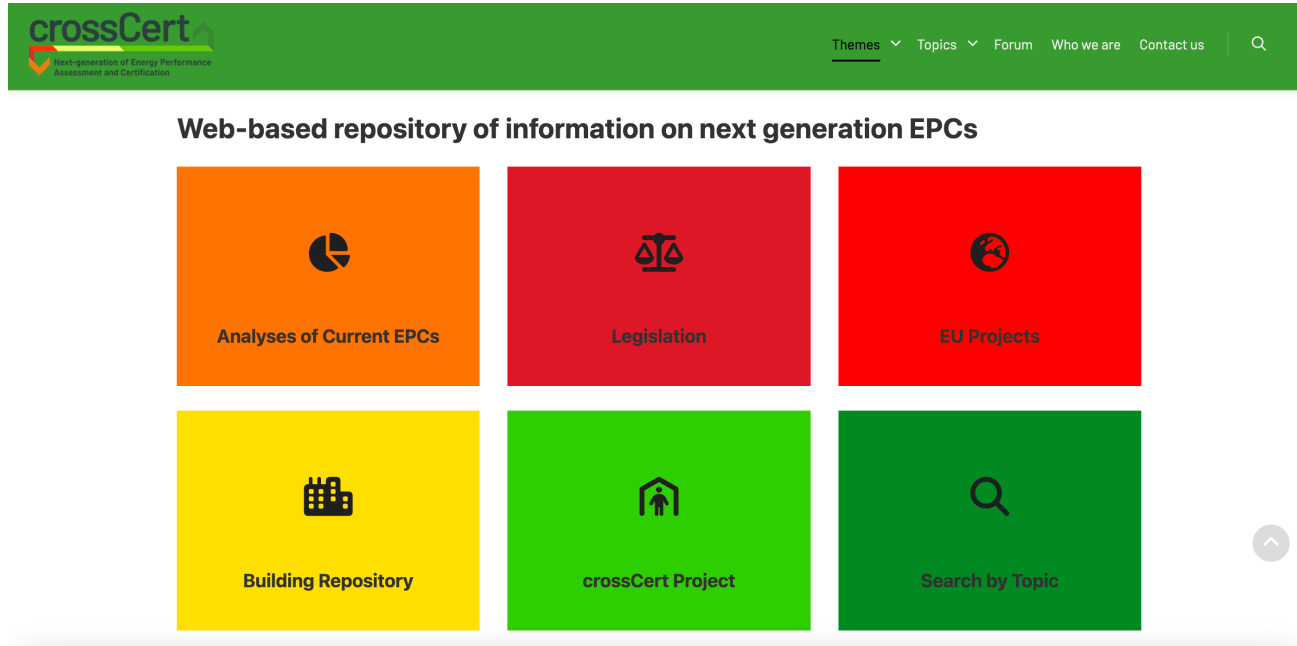 crossCert
Next-generation of Energy Performance
Assessment and Certification
Themes Topics Forum Who we are Contact us
Web-based repository of information on next generation EPCs
Analyses of Current EPCs
Legislation
EU Projects
Building Repository
crossCert Project
Search by Topic